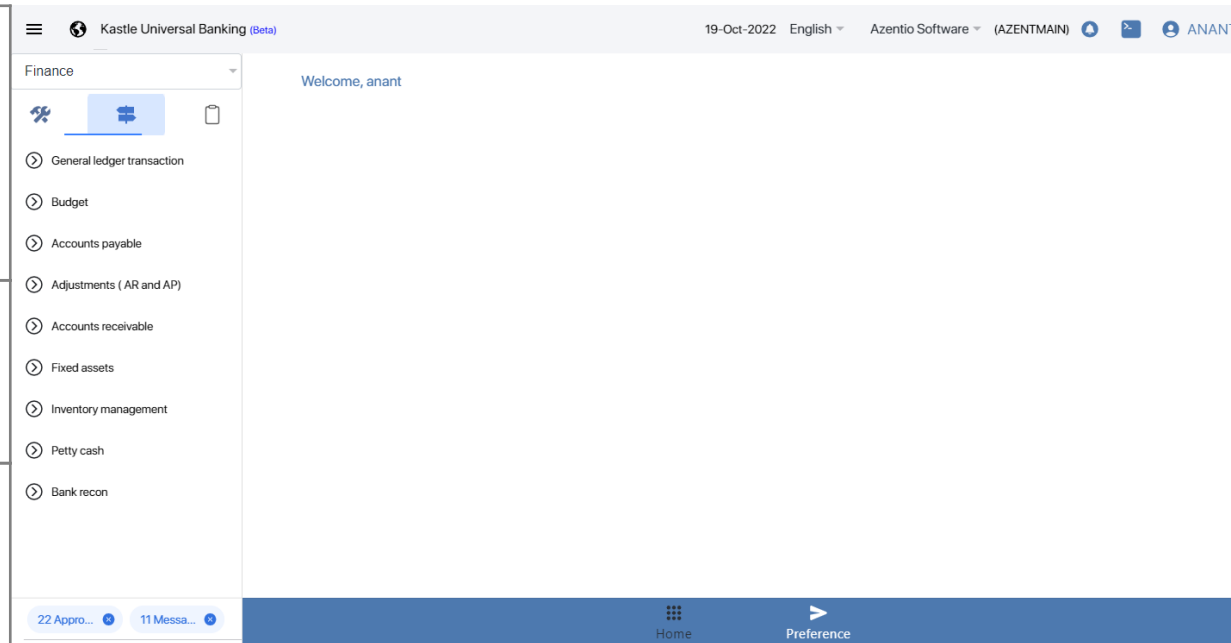 Kastle Universal Banking (Beta)
19-Oct-2022 English Azentio Software (AZENTMAIN) ANANT
Finance
Welcome, anant
General ledger transaction
Budget
Accounts payable
Adjustments ( AR and AP)
Accounts receivable
Fixed assets
Inventory management
Petty cash
Bank recon
22 Appro... 11 Messa...
Home Preference